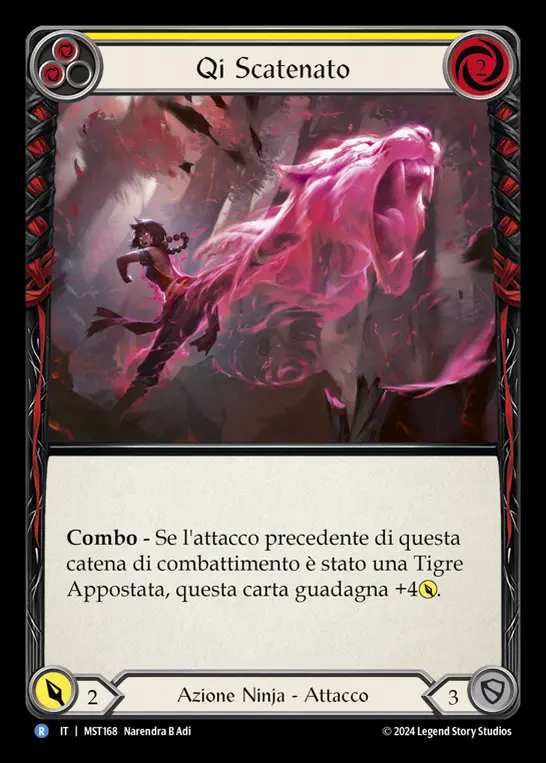 Qi Scatenato
2
Combo - Se l'attacco precedente di questa
catena di combattimento è stato una Tigre
Appostata, questa carta guadagna +4.
2
Azione Ninja - Attacco
3
R IT | MST168 Narendra B Adi
© 2024 Legend Story Studios